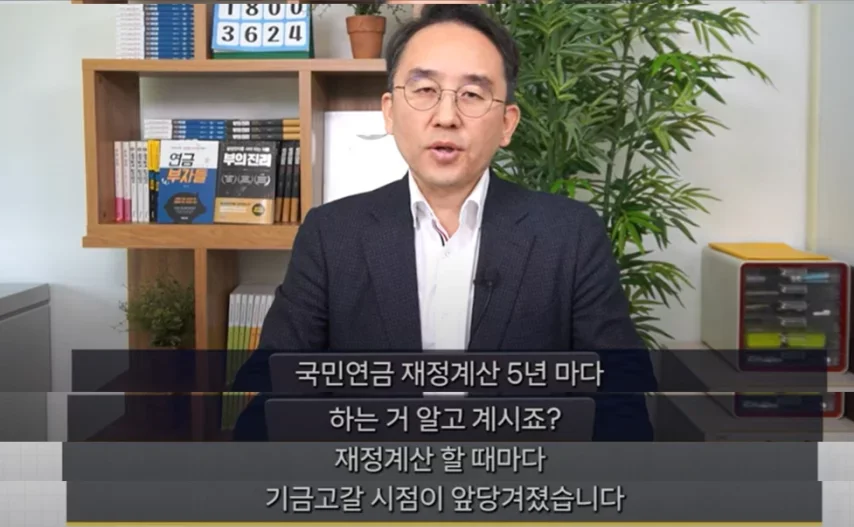 1800
3624
연금
부자들
부의 진리
국민연금 재정계산 5년 마다
하는 거 알고 계시죠?
재정계산 할 때마다
기금고갈 시점이 앞당겨졌습니다